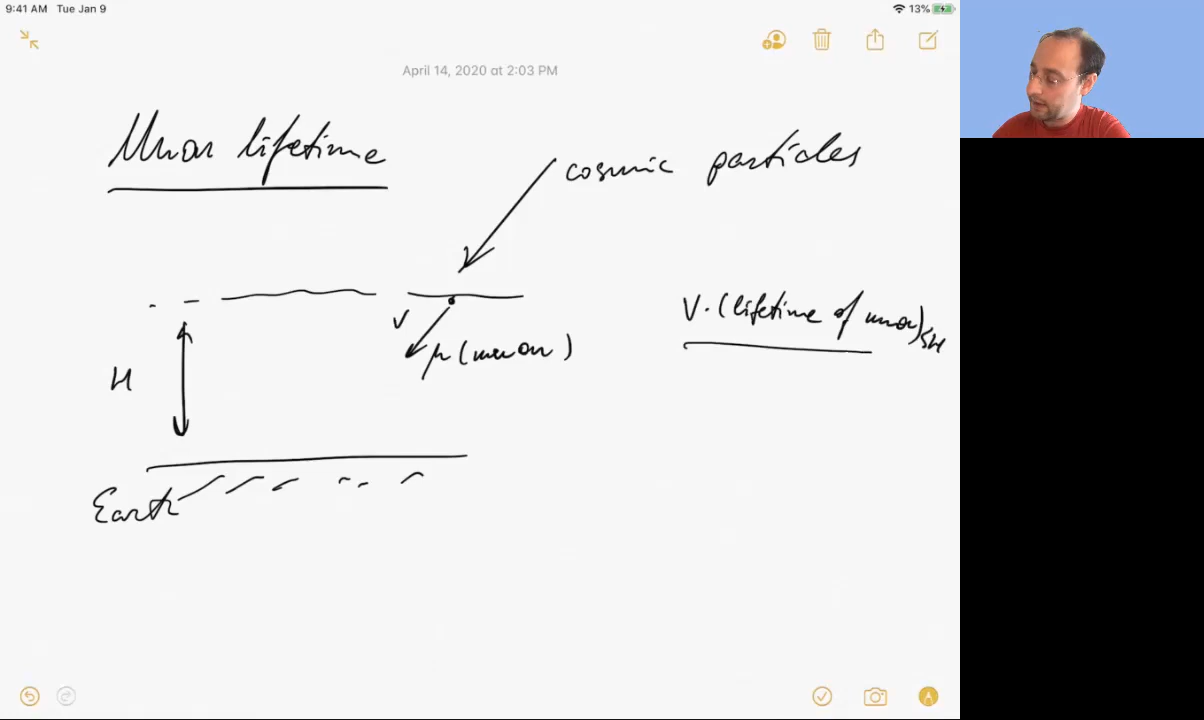 9:41 AM Tue Jan 9
13%
April 14, 2020 at 2:03 PM
Muon lifetime
cosmic particles
V
μ (muon)
H
V · (lifetime of muon)
Earth